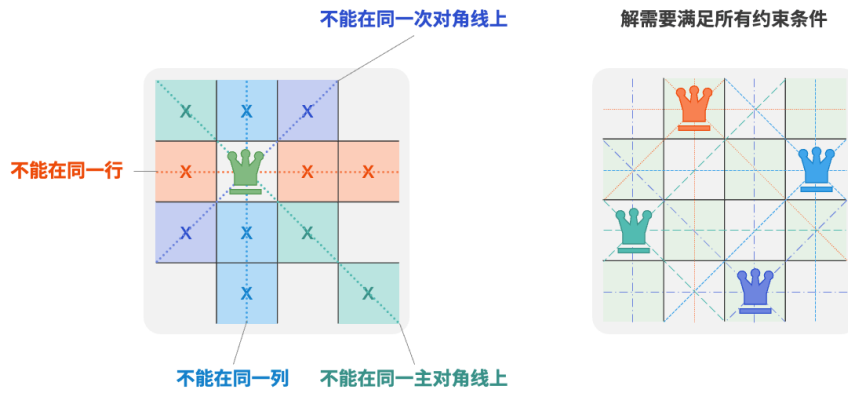 不能在同一次对角线上
解需要满足所有约束条件
X X X
不能在同一行
X X X
X X X
X X
不能在同一列
不能在同一主对角线上